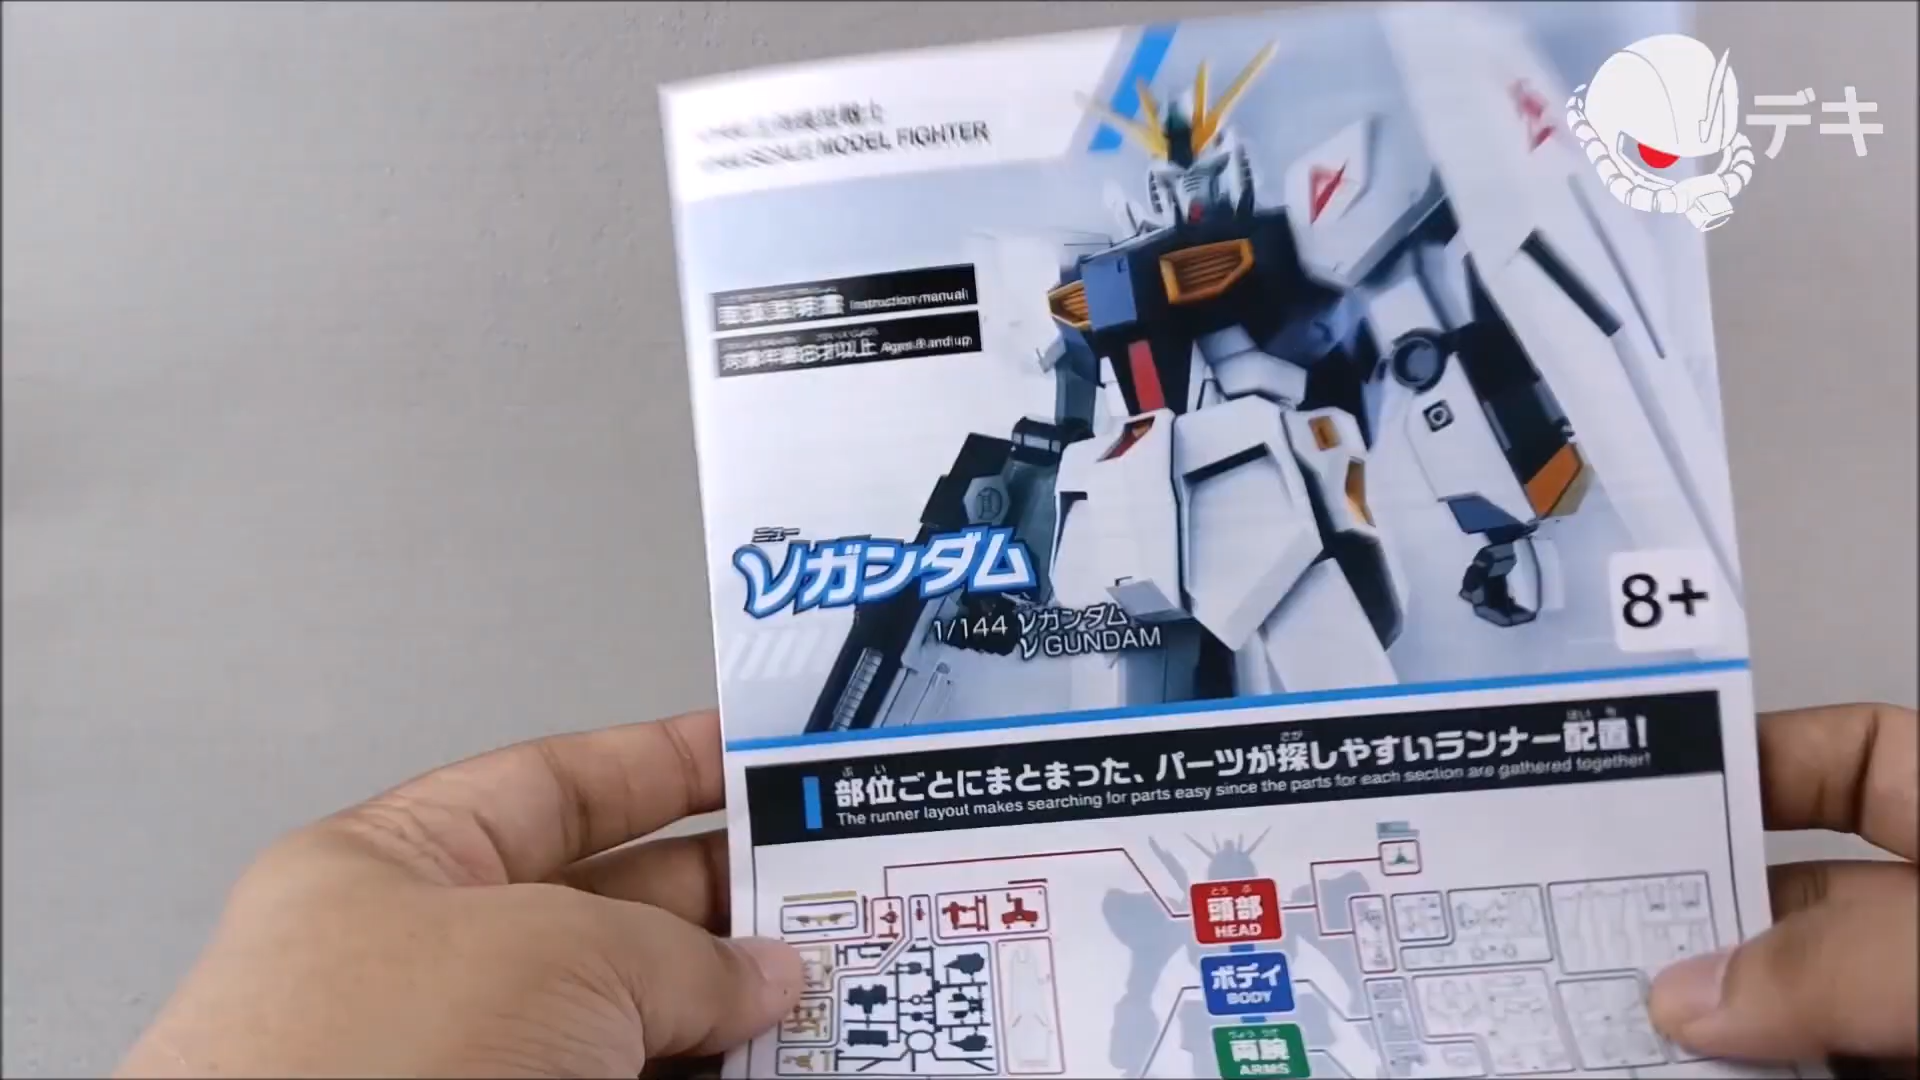 デキ
MODEL FIGHTER
Instruction manual
Ages 8 and up
ニュー
νガンダム
1/144 νガンダム
ν GUNDAM
8+
部位ごとにまとまった、パーツが探しやすいランナー配置！
The runner layout makes searching for parts easy since the parts for each section are gathered together!
頭部
HEAD
ボディ
BODY
両腕
ARMS